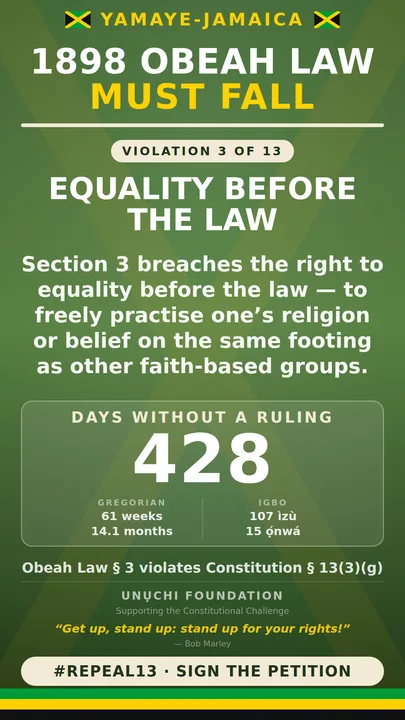 YAMAYE-JAMAICA
1898 OBEAH LAW
MUST FALL
VIOLATION 3 OF 13
EQUALITY BEFORE
THE LAW
Section 3 breaches the right to
equality before the law — to
freely practise one’s religion
or belief on the same footing
as other faith-based groups.
DAYS WITHOUT A RULING
428
GREGORIAN
61 weeks
14.1 months
IGBO
107 ìzù
15 ọ́nwá
Obeah Law § 3 violates Constitution § 13(3)(g)
UNỤCHI FOUNDATION
Supporting the Constitutional Challenge
“Get up, stand up: stand up for your rights!”
— Bob Marley
#REPEAL13 · SIGN THE PETITION